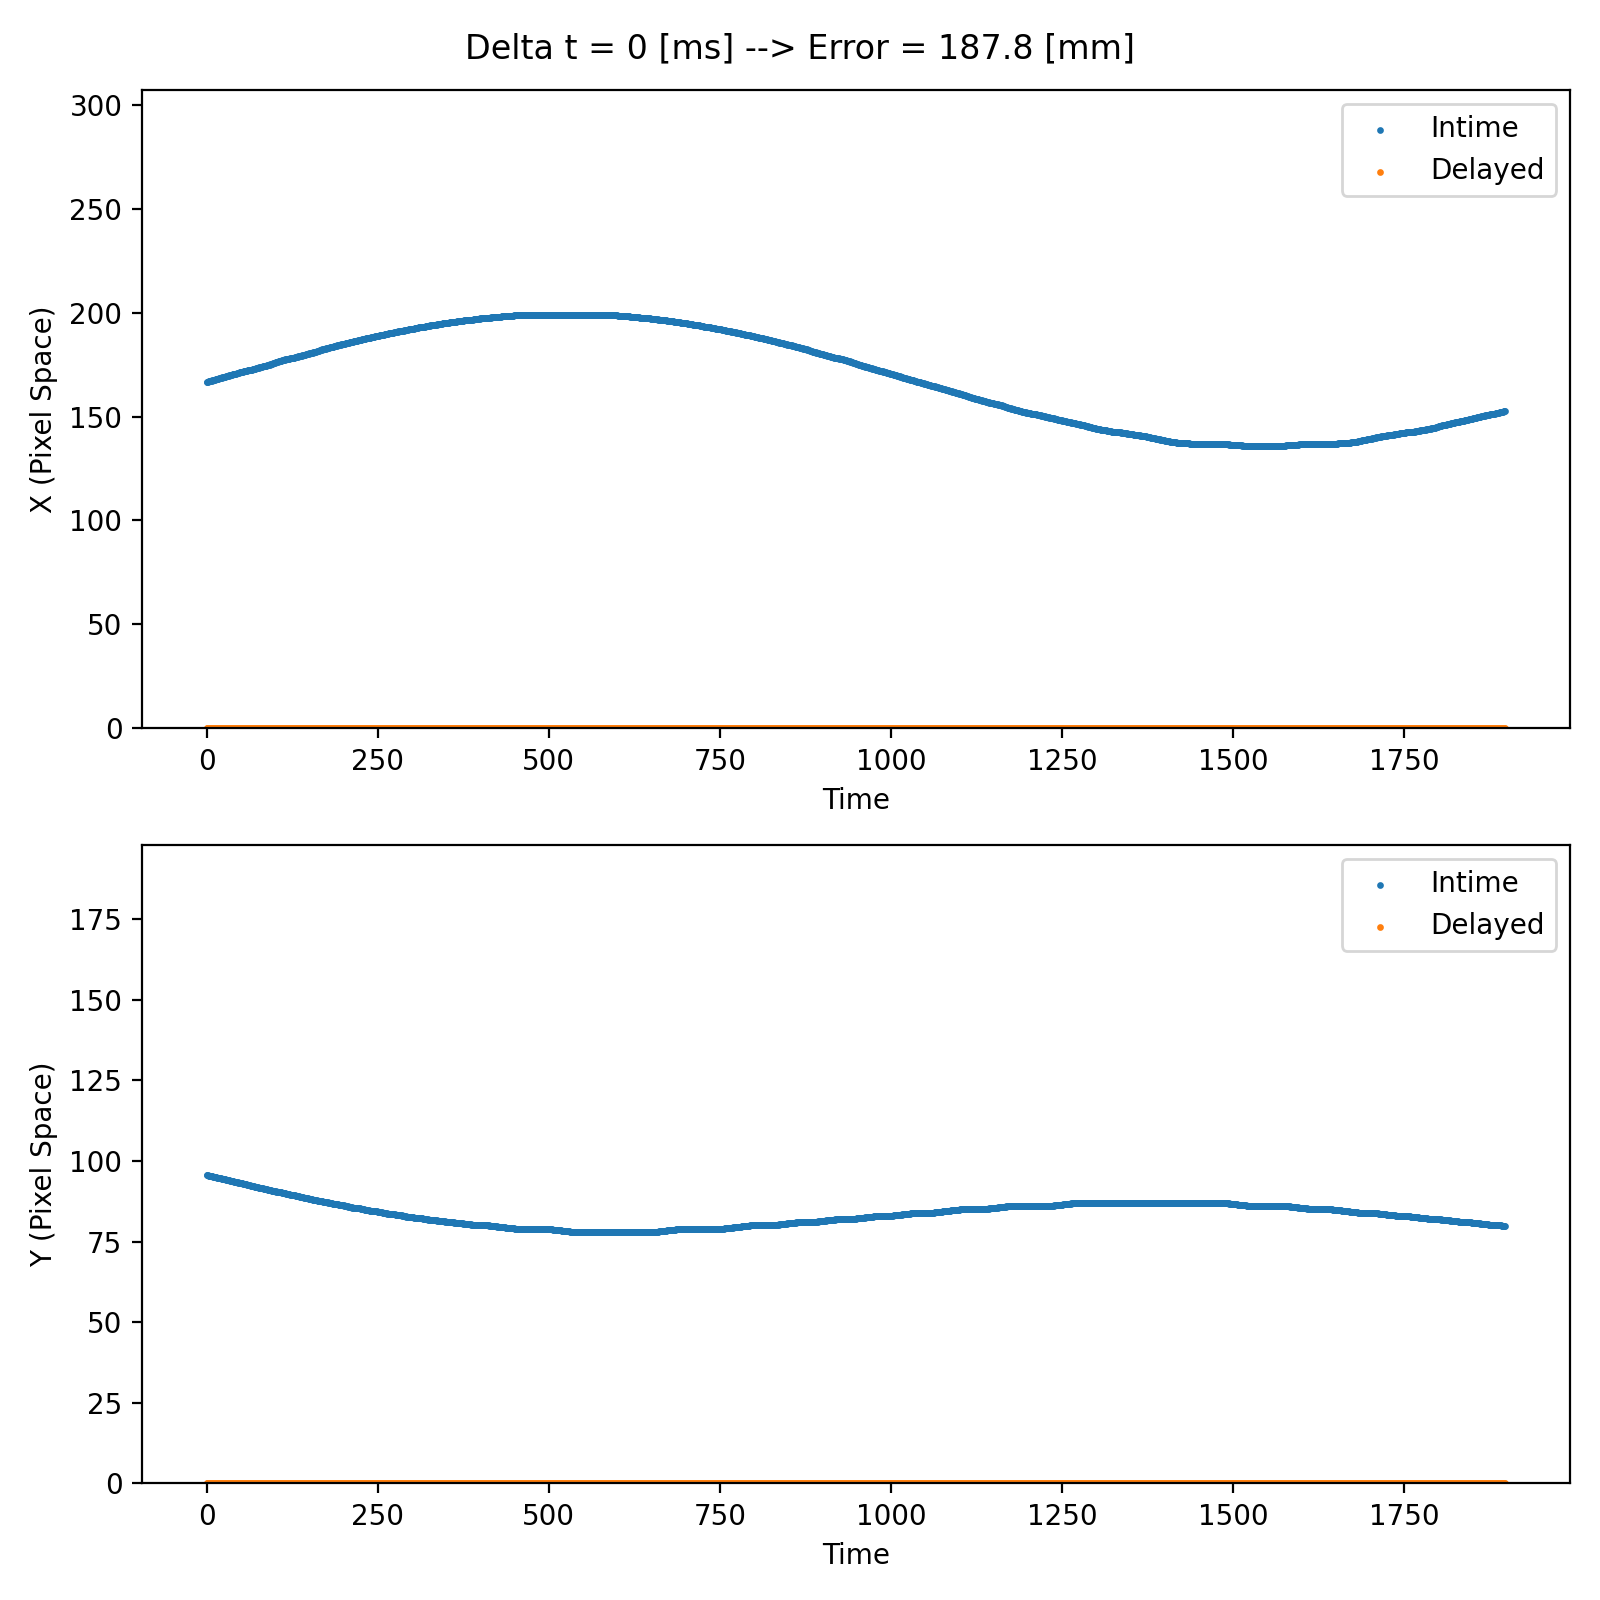 Delta t = 0 [ms] --> Error = 187.8 [mm]
300
250
200
150
100
50
0
X (Pixel Space)
Intime
Delayed
0 250 500 750 1000 1250 1500 1750
Time
175
150
125
100
75
50
25
0
Y (Pixel Space)
Intime
Delayed
0 250 500 750 1000 1250 1500 1750
Time